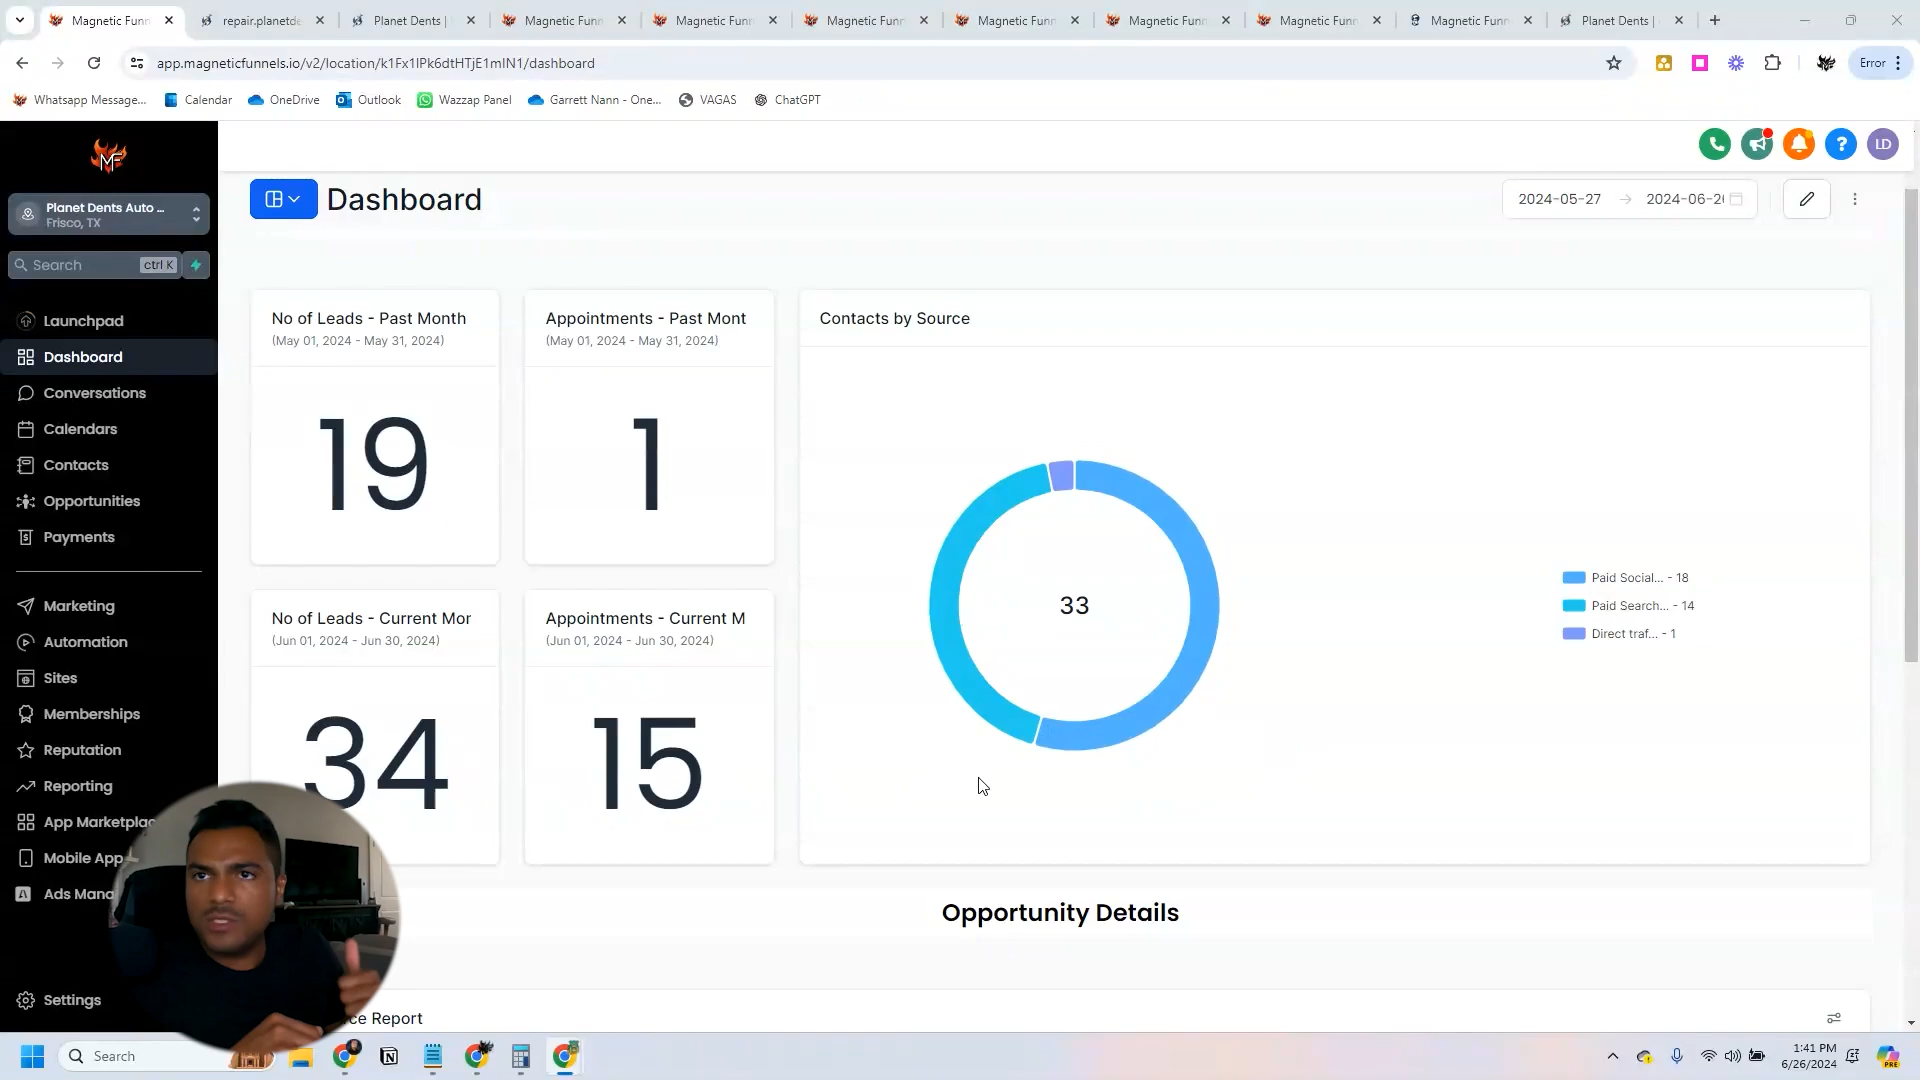 Magnetic Funn
repair.planetde
Planet Dents |
Magnetic Funn
Magnetic Funn
Magnetic Funn
Magnetic Funn
Magnetic Funn
Magnetic Funn
Magnetic Funn
Planet Dents |
app.magneticfunnels.io/v2/location/k1Fx1IPk6dtHTjE1mIN1/dashboard
Error
Whatsapp Message...
Calendar
OneDrive
Outlook
Wazzap Panel
Garrett Nann - One...
VAGAS
ChatGPT
MF
LD
Planet Dents Auto ...
Frisco, TX
Search
ctrl K
Launchpad
Dashboard
Conversations
Calendars
Contacts
Opportunities
Payments
Marketing
Automation
Sites
Memberships
Reputation
Reporting
App Marketplac
Mobile App
Ads Mana
Settings
Dashboard
2024-05-27
2024-06-2
No of Leads - Past Month
(May 01, 2024 - May 31, 2024)
19
Appointments - Past Mont
(May 01, 2024 - May 31, 2024)
1
No of Leads - Current Mor
(Jun 01, 2024 - Jun 30, 2024)
34
Appointments - Current M
(Jun 01, 2024 - Jun 30, 2024)
15
Contacts by Source
33
Paid Social... - 18
Paid Search... - 14
Direct traf... - 1
Opportunity Details
ce Report
Search
1:41 PM
6/26/2024
PRE